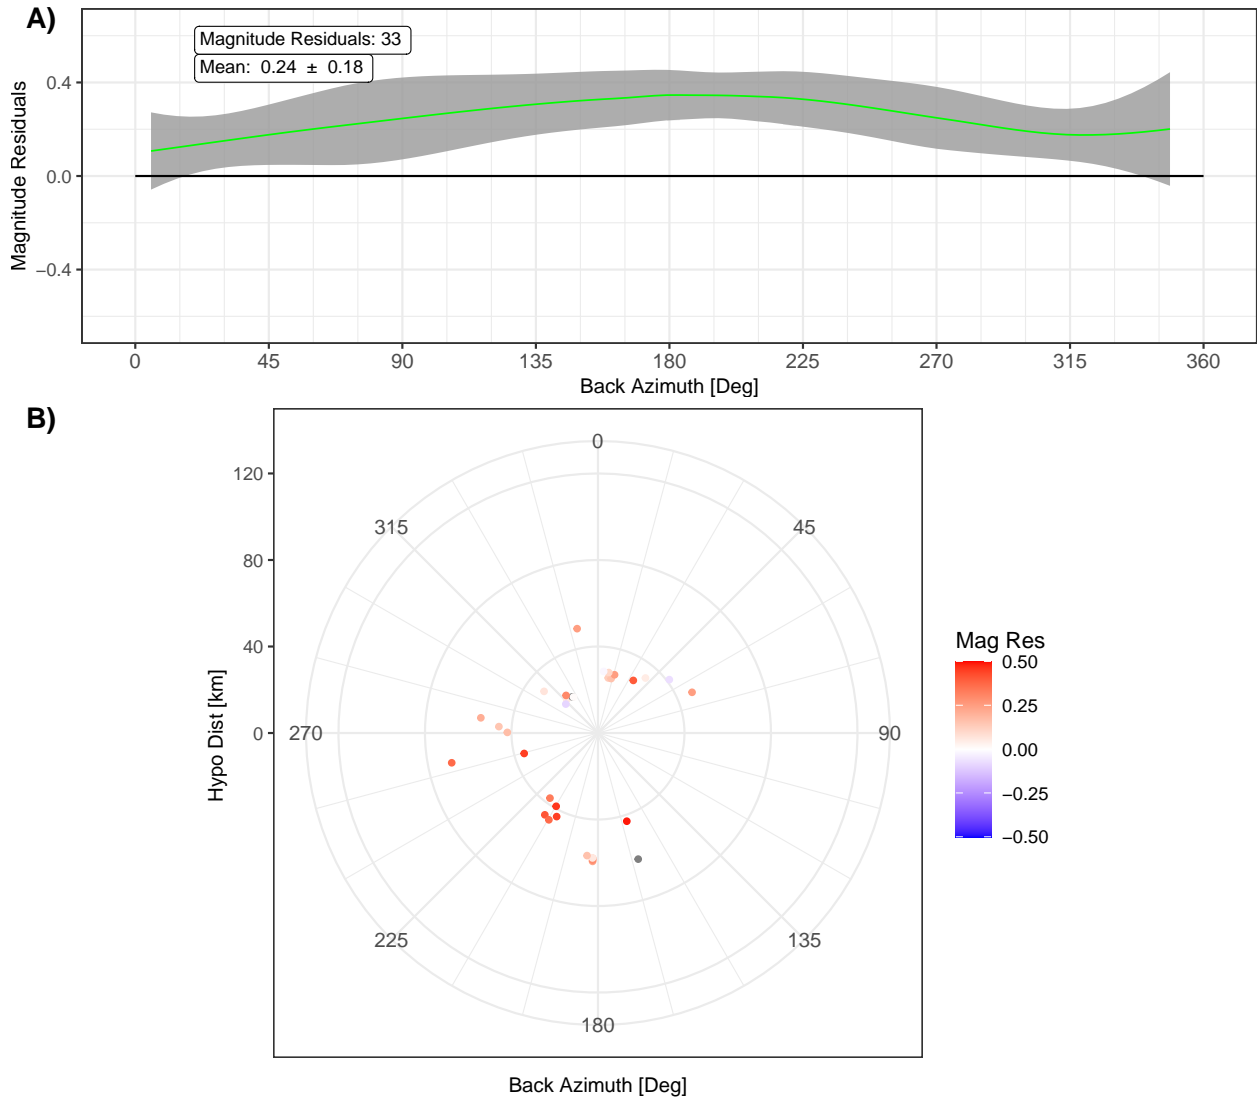 A)
Magnitude Residuals: 33
Mean:  0.24  ±  0.18
Magnitude Residuals
0.4
0.0
−0.4
0 45 90 135 180 225 270 315 360
Back Azimuth [Deg]
B)
Hypo Dist [km]
120
80
40
0
0
45
90
135
180
225
270
315
Back Azimuth [Deg]
Mag Res
0.50
0.25
0.00
−0.25
−0.50